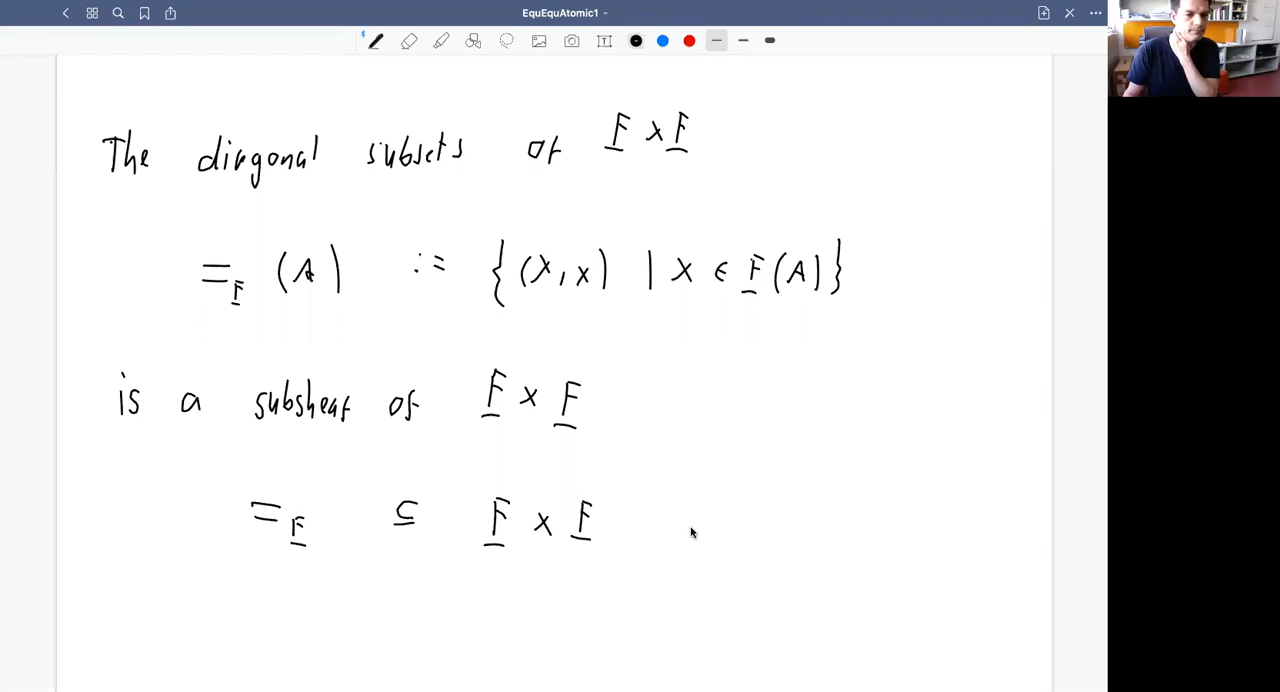 EquEquAtomic1
The diagonal subsets of F × F
=F (A) := {(x, x) | x ∈ F(A)}
is a subsheaf of F × F
=F ⊆ F × F